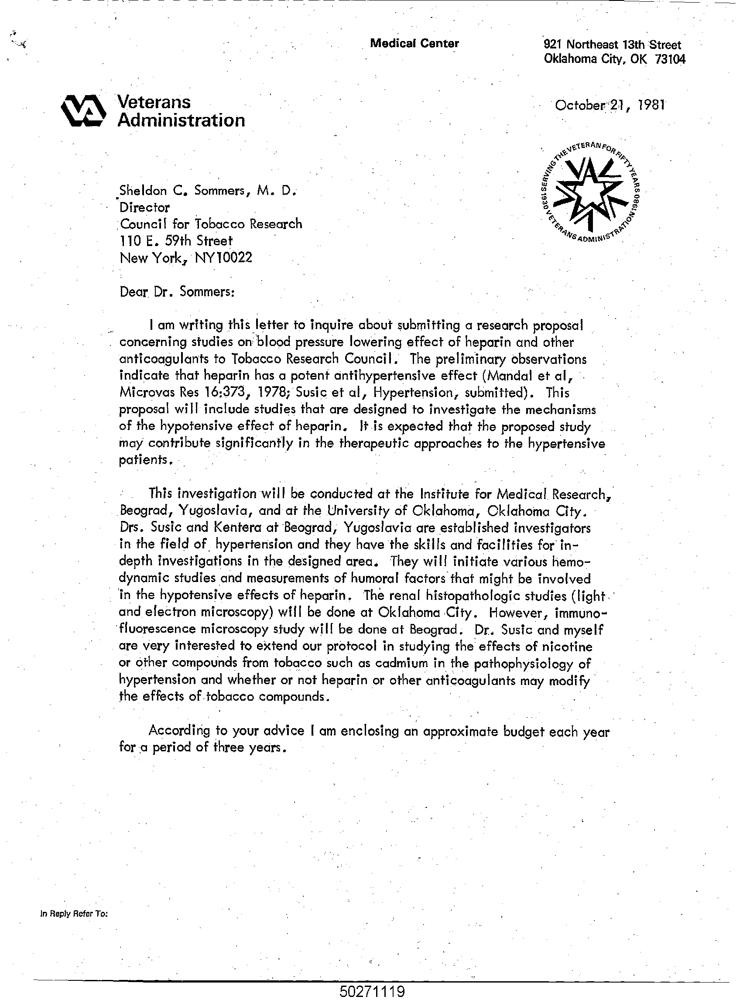 Medical Center
921 Northeast 13th Street
Oklahoma City, OK 73104
VA Veterans
Administration
October 21, 1981
SERVING THE VETERAN FOR FIFTY YEARS
VA
1930 VETERANS ADMINISTRATION 1980
Sheldon C. Sommers, M. D.
Director
Council for Tobacco Research
110 E. 59th Street
New York, NY10022
Dear Dr. Sommers:
I am writing this letter to inquire about submitting a research proposal
concerning studies on blood pressure lowering effect of heparin and other
anticoagulants to Tobacco Research Council. The preliminary observations
indicate that heparin has a potent antihypertensive effect (Mandal et al,
Microvas Res 16:373, 1978; Susic et al, Hypertension, submitted). This
proposal will include studies that are designed to investigate the mechanisms
of the hypotensive effect of heparin. It is expected that the proposed study
may contribute significantly in the therapeutic approaches to the hypertensive
patients.
This investigation will be conducted at the Institute for Medical Research,
Beograd, Yugoslavia, and at the University of Oklahoma, Oklahoma City.
Drs. Susic and Kentera at Beograd, Yugoslavia are established investigators
in the field of hypertension and they have the skills and facilities for in-
depth investigations in the designed area. They will initiate various hemo-
dynamic studies and measurements of humoral factors that might be involved
in the hypotensive effects of heparin. The renal histopathologic studies (light
and electron microscopy) will be done at Oklahoma City. However, immuno-
fluorescence microscopy study will be done at Beograd. Dr. Susic and myself
are very interested to extend our protocol in studying the effects of nicotine
or other compounds from tobacco such as cadmium in the pathophysiology of
hypertension and whether or not heparin or other anticoagulants may modify
the effects of tobacco compounds.
According to your advice I am enclosing an approximate budget each year
for a period of three years.
In Reply Refer To:
50271119